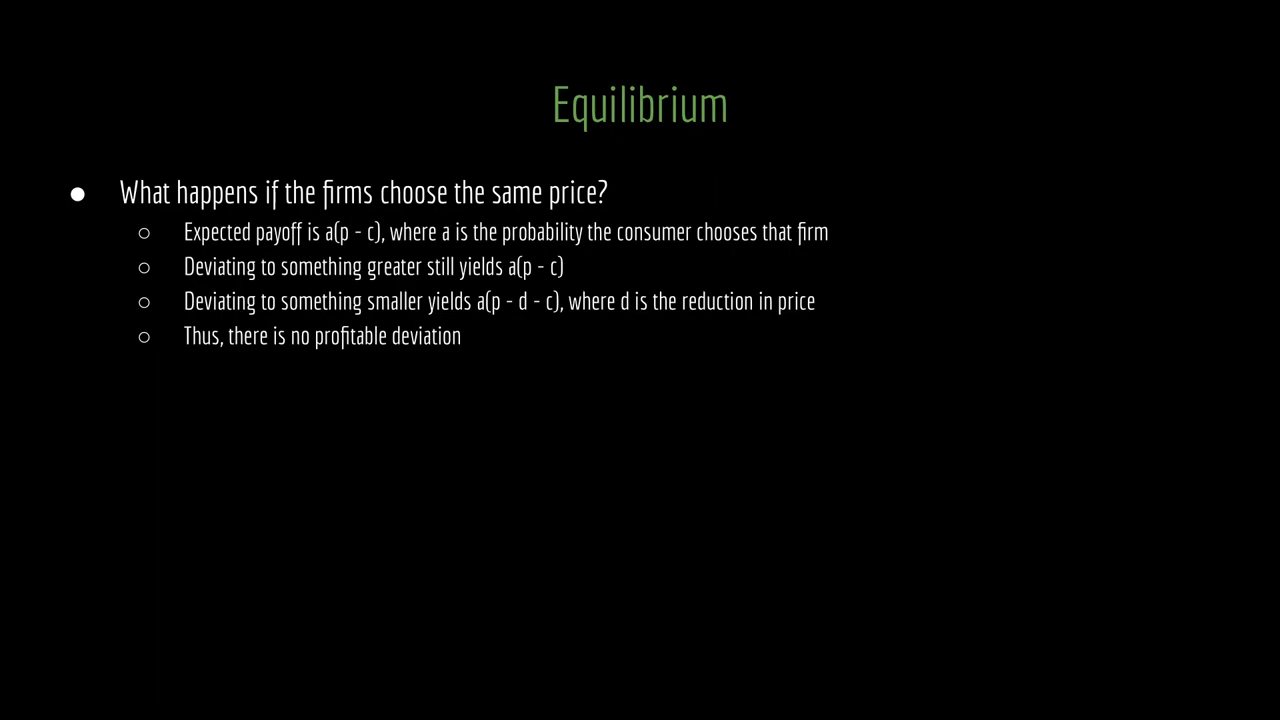 Equilibrium
● What happens if the firms choose the same price?
○ Expected payoff is a(p - c), where a is the probability the consumer chooses that firm
○ Deviating to something greater still yields a(p - c)
○ Deviating to something smaller yields a(p - d - c), where d is the reduction in price
○ Thus, there is no profitable deviation